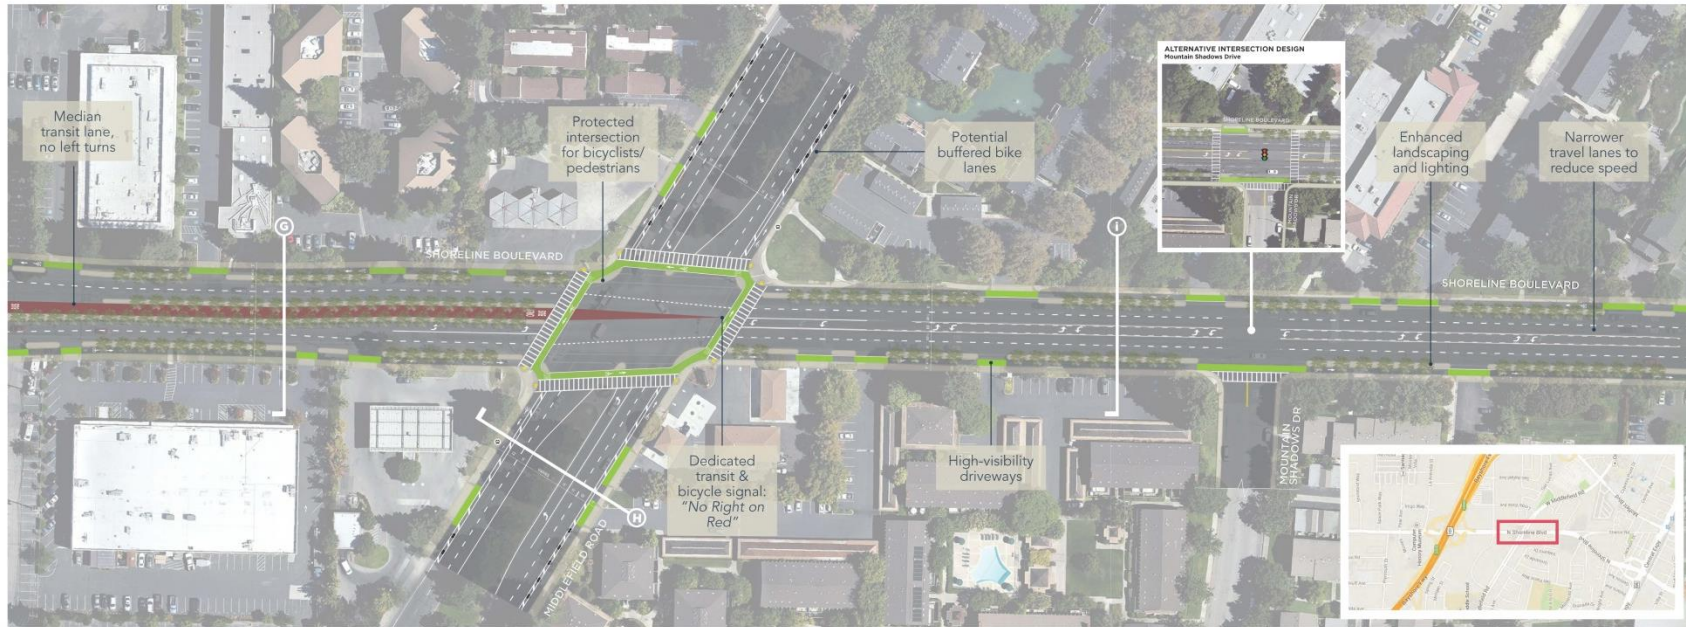 Median
transit lane,
no left turns
Protected
intersection
for bicyclists/
pedestrians
Potential
buffered bike
lanes
ALTERNATIVE INTERSECTION DESIGN
Mountain Shadows Drive
SHORELINE BOULEVARD
MOUNTAIN
Enhanced
landscaping
and lighting
Narrower
travel lanes to
reduce speed
G
I
SHORELINE BOULEVARD
SHORELINE BOULEVARD
Dedicated
transit &
bicycle signal:
"No Right on
Red"
High-visibility
driveways
H
MIDDLEFIELD ROAD
MOUNTAIN
SHADOWS DR
N Shoreline Blvd